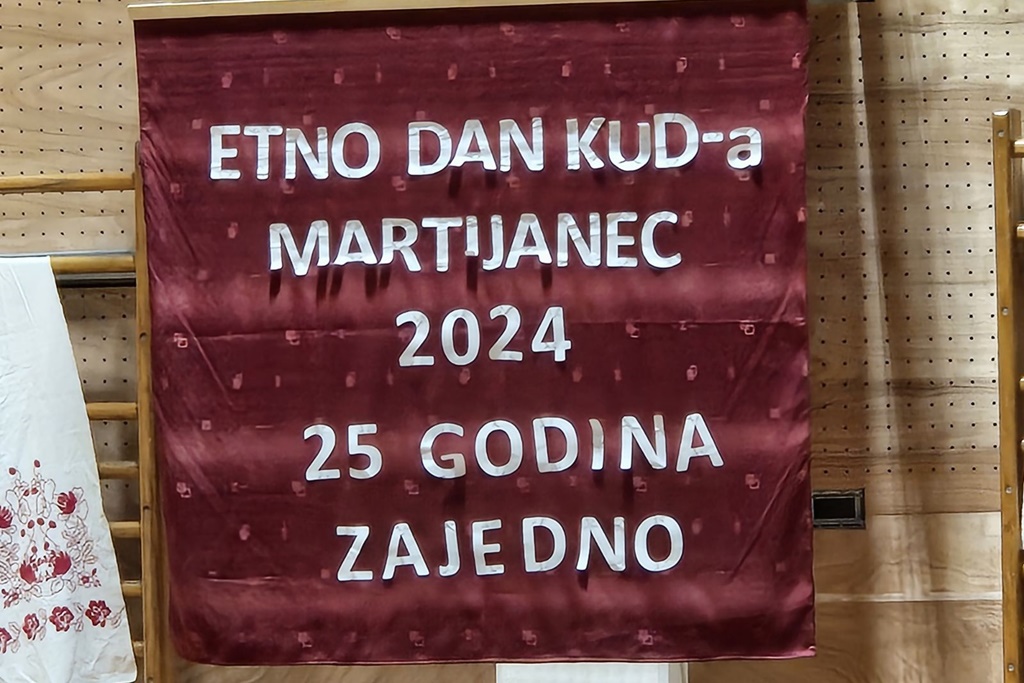 ETNO DAN KUD-a
MARTIJANEC
2024
25 GODINA
ZAJEDNO